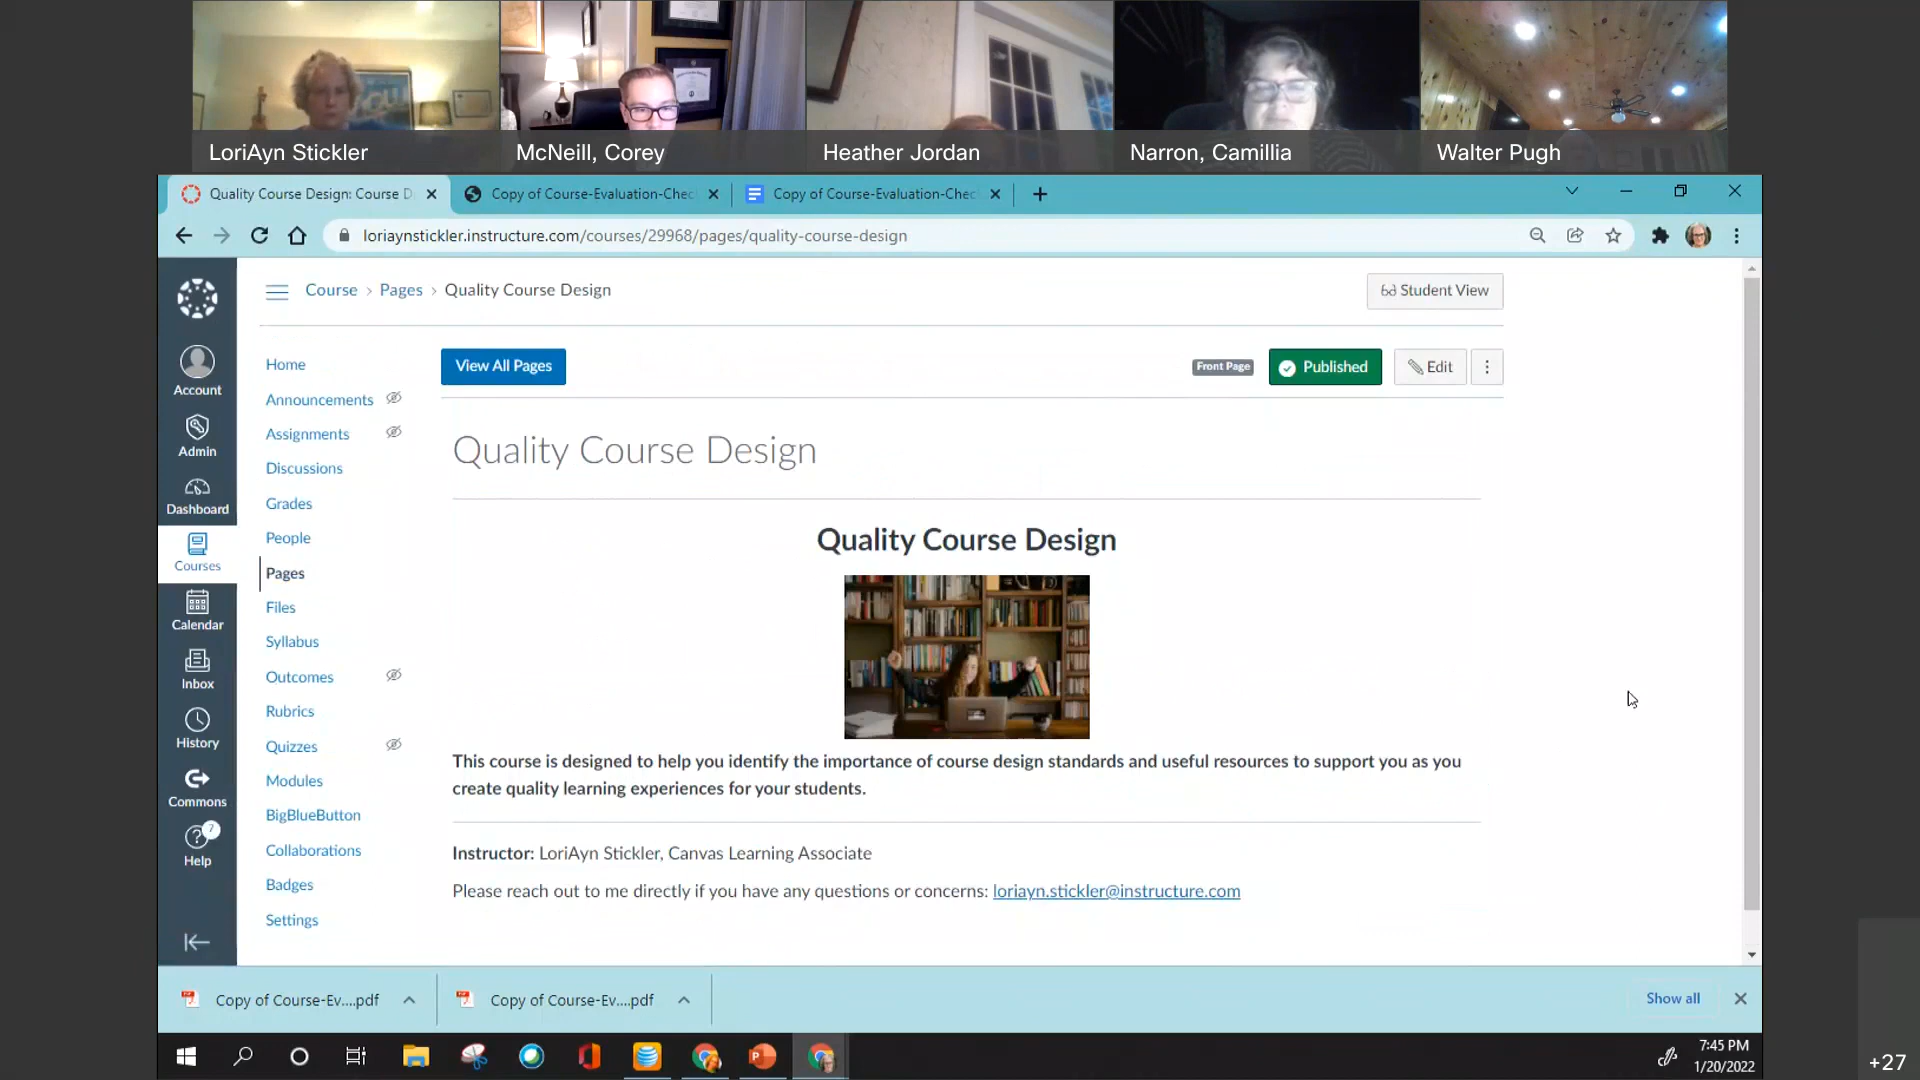 LoriAyn Stickler
McNeill, Corey
Heather Jordan
Narron, Camillia
Walter Pugh
Quality Course Design: Course D
Copy of Course-Evaluation-Chec
Copy of Course-Evaluation-Chec
loriaynstickler.instructure.com/courses/29968/pages/quality-course-design
Course › Pages › Quality Course Design
Student View
Account
Admin
Dashboard
Courses
Calendar
Inbox
History
Commons
7
Help
Home
Announcements
Assignments
Discussions
Grades
People
Pages
Files
Syllabus
Outcomes
Rubrics
Quizzes
Modules
BigBlueButton
Collaborations
Badges
Settings
View All Pages
Front Page
Published
Edit
Quality Course Design
Quality Course Design
This course is designed to help you identify the importance of course design standards and useful resources to support you as you
create quality learning experiences for your students.
Instructor: LoriAyn Stickler, Canvas Learning Associate
Please reach out to me directly if you have any questions or concerns: loriayn.stickler@instructure.com
Copy of Course-Ev....pdf
Copy of Course-Ev....pdf
Show all
7:45 PM
1/20/2022
+27